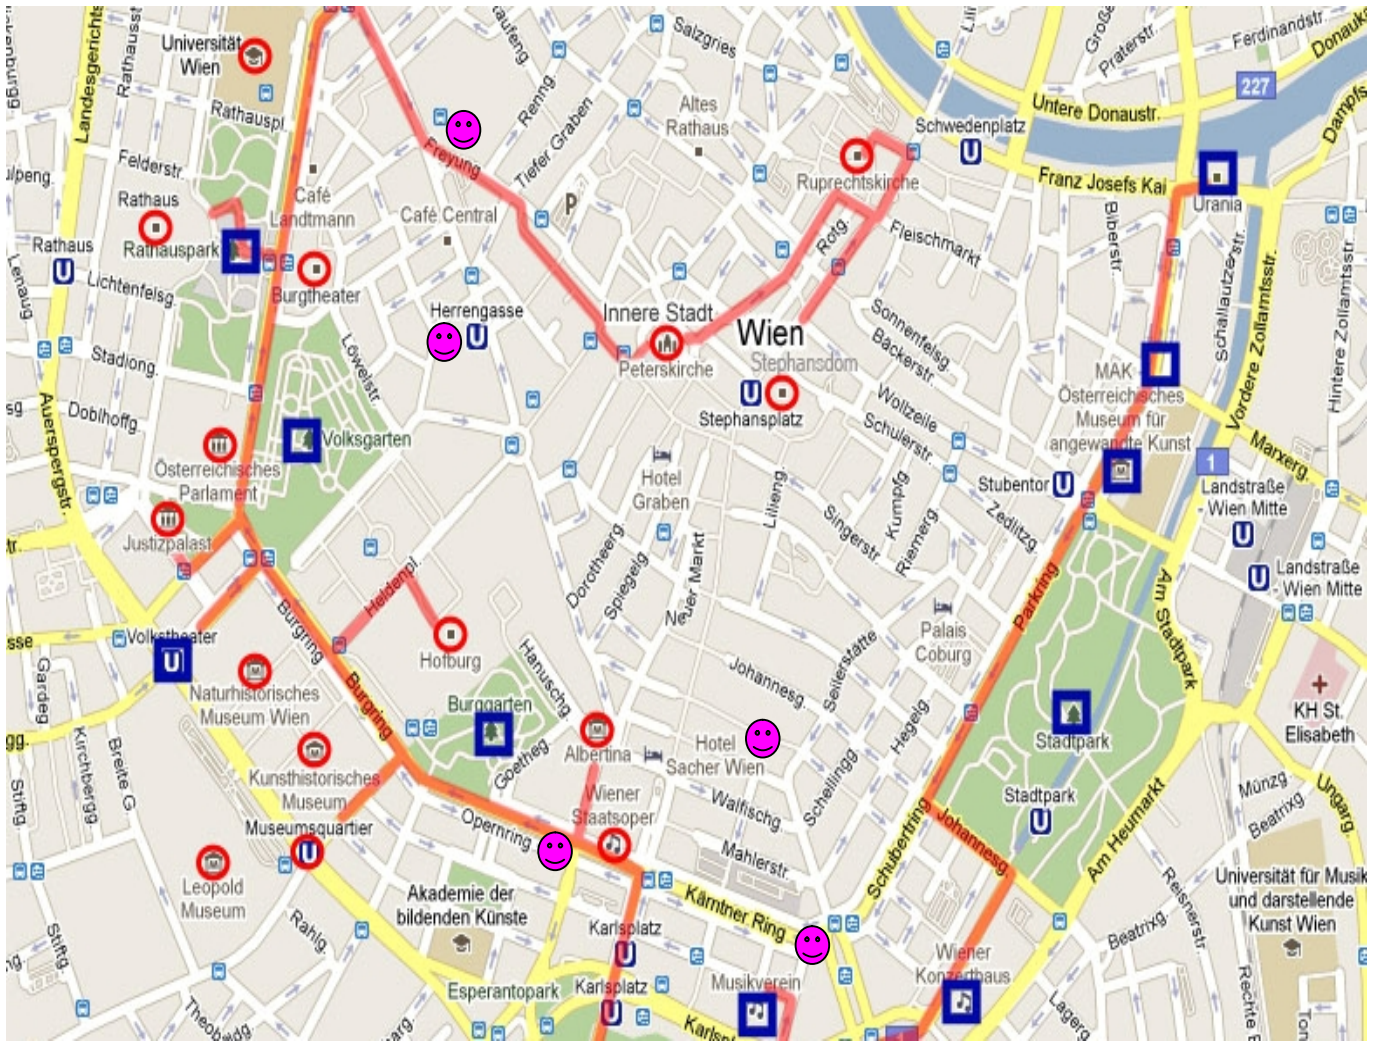 Universität
Wien
Landesgerichts
Rathausst
Rathauspl.
Felderstr.
Rathaus
Rathauspark
Rathaus
Lichtenfelsg.
Stadiong.
Doblhoffg.
Auerspergstr.
Café
Landtmann
Burgtheater
Löwelstr.
Volksgarten
Österreichisches
Parlament
Justizpalast
Freyung
Renng.
Tiefer Graben
Salzgries
Altes
Rathaus
Café Central
P
Herrengasse
Innere Stadt
Peterskirche
Wien
Stephansdom
Stephansplatz
Ruprechtskirche
Rotg.
Fleischmarkt
Schwedenplatz
Untere Donaustr.
Franz Josefs Kai
Praterstr.
Ferdinandstr.
227
Urania
Biberstr.
Schallautzerstr.
Vordere Zollamtsstr.
Hintere Zollamtsstr.
Marxerg.
1
MAK -
Österreichisches
Museum für
angewandte Kunst
Sonnenfelsg.
Bäckerstr.
Wollzeile
Schulerstr.
Stubentor
Zedlitzg.
Kumpfg.
Riemerg.
Singerstr.
Lilieng.
Hotel
Graben
Dorotheerg.
Spiegelg.
Neuer Markt
Landstraße
- Wien Mitte
Landstraße
- Wien Mitte
Parkring
Am Stadtpark
Palais
Coburg
Heldenpl.
Hofburg
Burgring
Burgring
Volkstheater
Naturhistorisches
Museum Wien
Kunsthistorisches
Museum
Museumsquartier
Leopold
Museum
Gardeg.
Kirchbergg.
Breite G.
Stiftg.
Stiftg.
Burggarten
Hanuschg.
Goetheg.
Albertina
Hotel
Sacher Wien
Wiener
Staatsoper
Opernring
Johannesg.
Seilerstätte
Hegelg.
Schellingg.
Walfischg.
Mahlerstr.
Kärntner Ring
Schubertring
Johannesg.
Stadtpark
Stadtpark
Am Heumarkt
KH St.
Elisabeth
Ungarg.
Münzg.
Beatrixg.
Beatrixg.
Reisnerstr.
Universität für Musik
und darstellende
Kunst Wien
Akademie der
bildenden Künste
Rahlg.
Theobaldg.
Esperantopark
Karlsplatz
Karlsplatz
Musikverein
Wiener
Konzerthaus
Lagerg.